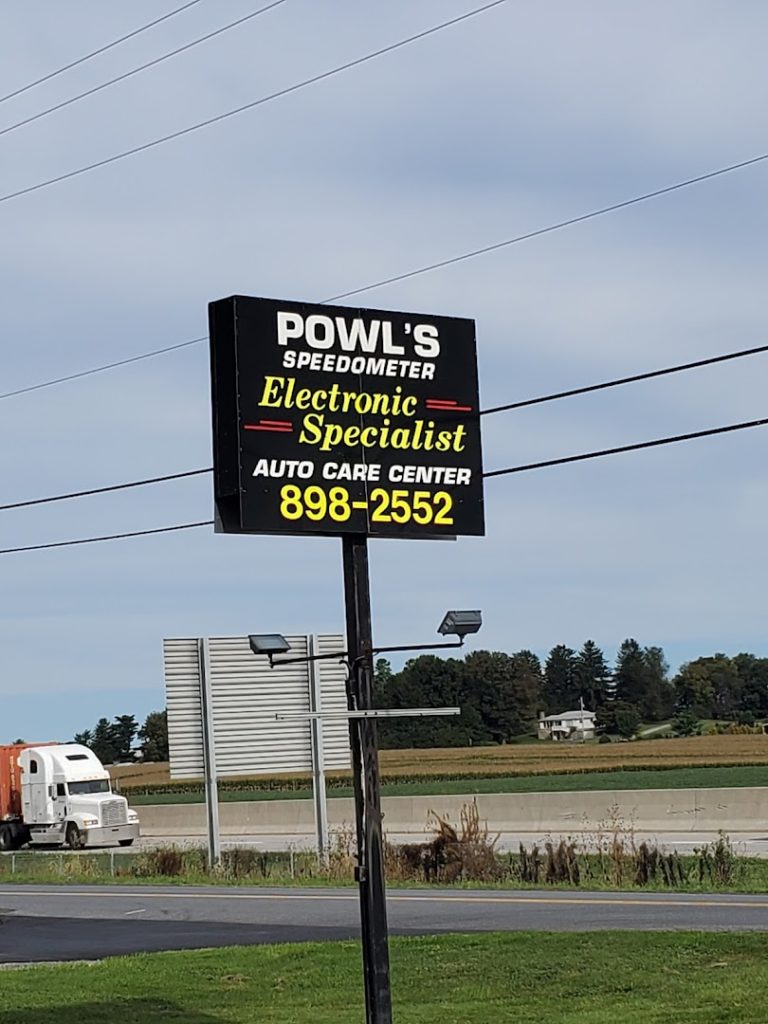 POWL'S
SPEEDOMETER
Electronic
Specialist
AUTO CARE CENTER
898-2552